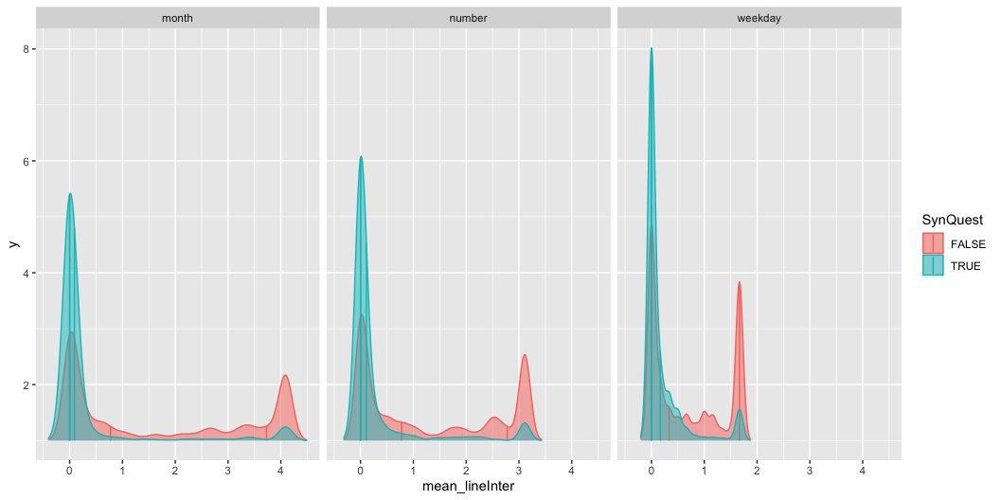 month number weekday
8
6
4
2
y
0 1 2 3 4 0 1 2 3 4 0 1 2 3 4
mean_lineInter
SynQuest
FALSE
TRUE